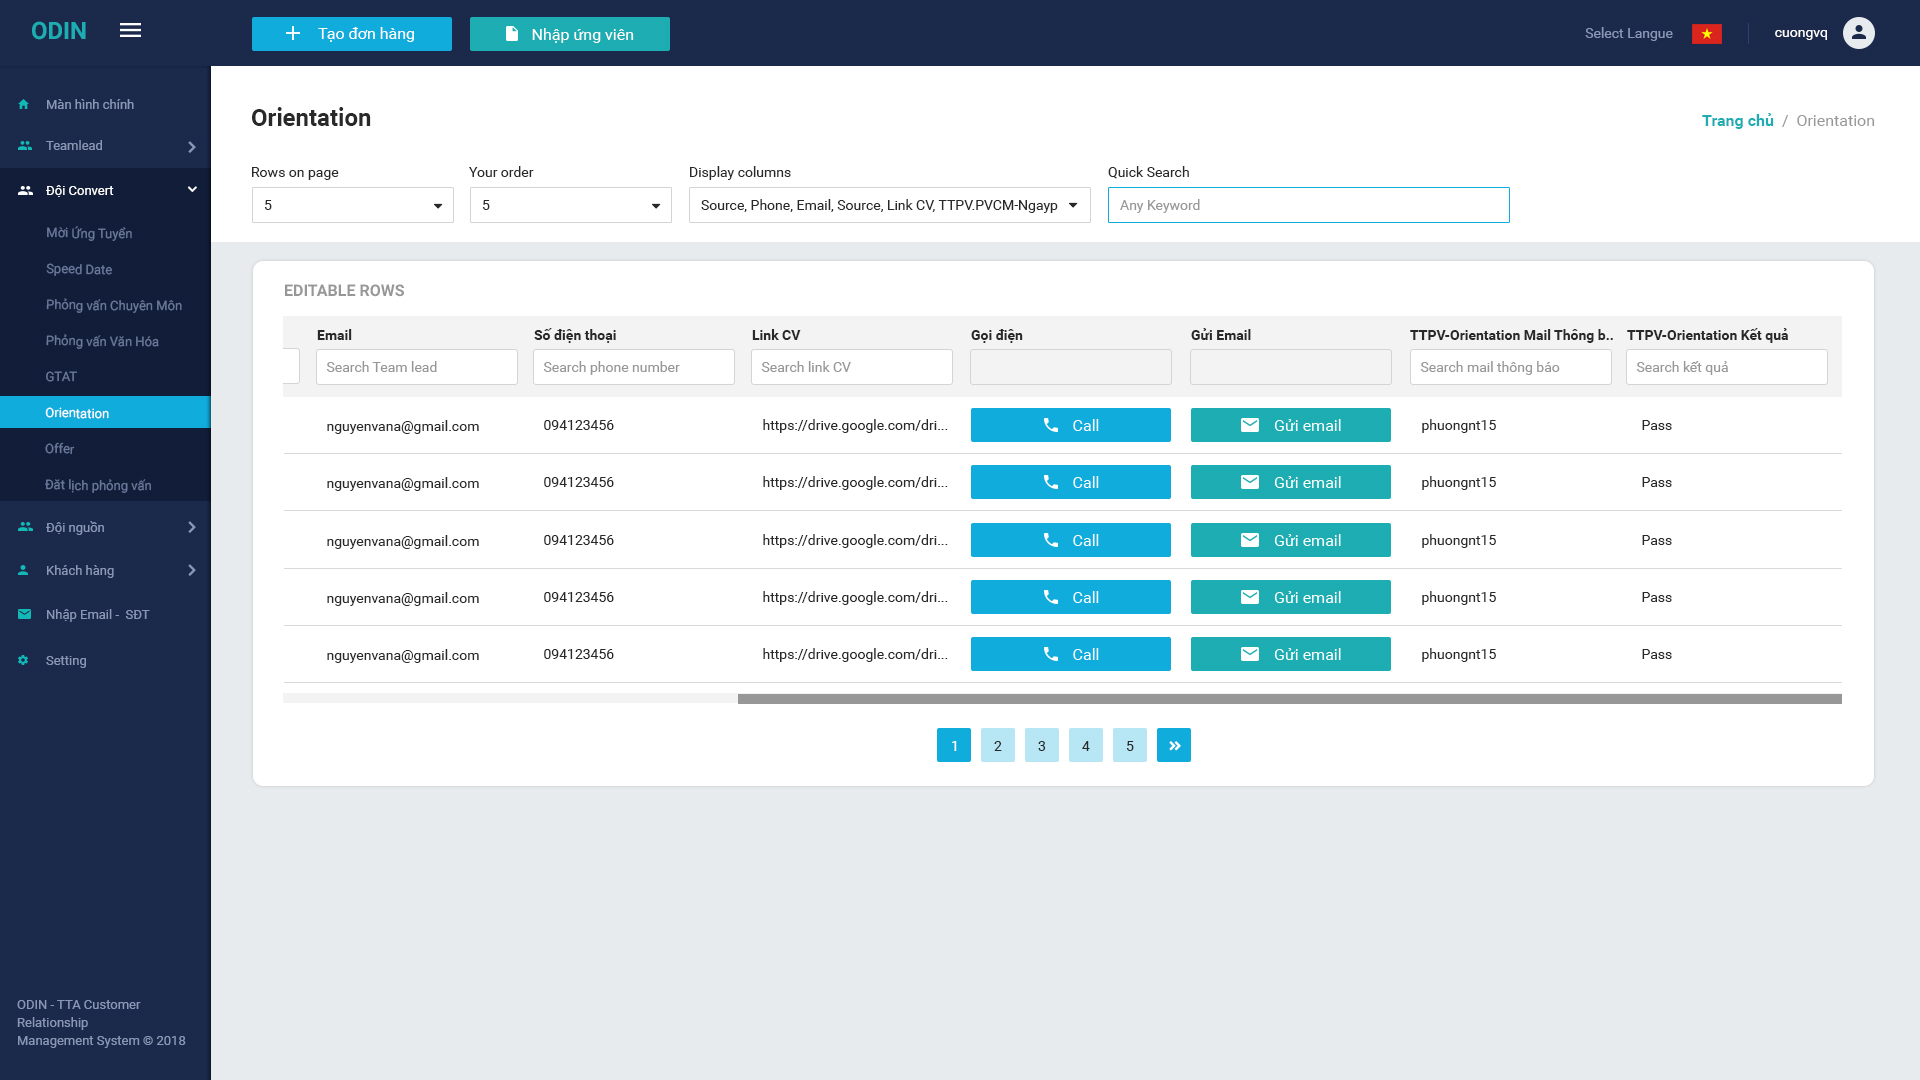 ODIN
Tạo đơn hàng
Nhập ứng viên
Select Langue
cuongvq
Màn hình chính
Teamlead
Đội Convert
Mời Ứng Tuyển
Speed Date
Phỏng vấn Chuyên Môn
Phỏng vấn Văn Hóa
GTAT
Orientation
Offer
Đăt lịch phỏng vấn
Đội nguồn
Khách hàng
Nhập Email - SĐT
Setting
ODIN - TTA Customer
Relationship
Management System © 2018
Orientation
Trang chủ / Orientation
Rows on page
Your order
Display columns
Quick Search
5
5
Source, Phone, Email, Source, Link CV, TTPV.PVCM-Ngayp
Any Keyword
EDITABLE ROWS
Email Số điện thoại Link CV Gọi điện Gửi Email TTPV-Orientation Mail Thông b.. TTPV-Orientation Kết quả
Search Team lead Search phone number Search link CV Search mail thông báo Search kết quả
nguyenvana@gmail.com 094123456 https://drive.google.com/dri... Call Gửi email phuongnt15 Pass
nguyenvana@gmail.com 094123456 https://drive.google.com/dri... Call Gửi email phuongnt15 Pass
nguyenvana@gmail.com 094123456 https://drive.google.com/dri... Call Gửi email phuongnt15 Pass
nguyenvana@gmail.com 094123456 https://drive.google.com/dri... Call Gửi email phuongnt15 Pass
nguyenvana@gmail.com 094123456 https://drive.google.com/dri... Call Gửi email phuongnt15 Pass
1 2 3 4 5 »